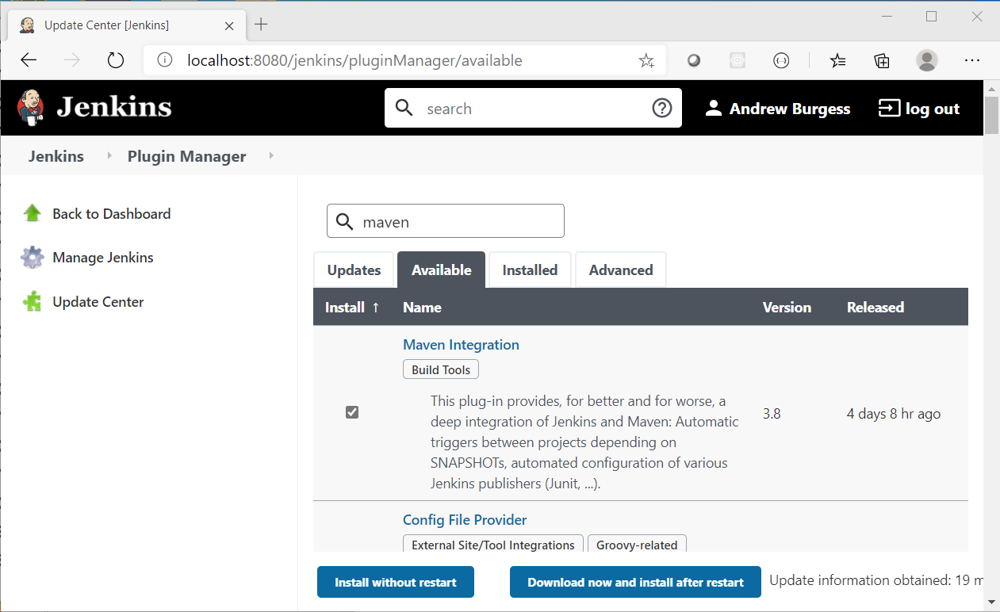 Update Center [Jenkins]
localhost:8080/jenkins/pluginManager/available
Jenkins
search
Andrew Burgess
log out
Jenkins
Plugin Manager
Back to Dashboard
Manage Jenkins
Update Center
maven
Updates
Available
Installed
Advanced
Install ↑
Name
Version
Released
Maven Integration
Build Tools
This plug-in provides, for better and for worse, a
deep integration of Jenkins and Maven: Automatic
triggers between projects depending on
SNAPSHOTs, automated configuration of various
Jenkins publishers (Junit, ...).
3.8
4 days 8 hr ago
Config File Provider
External Site/Tool Integrations
Groovy-related
Install without restart
Download now and install after restart
Update information obtained: 19 m